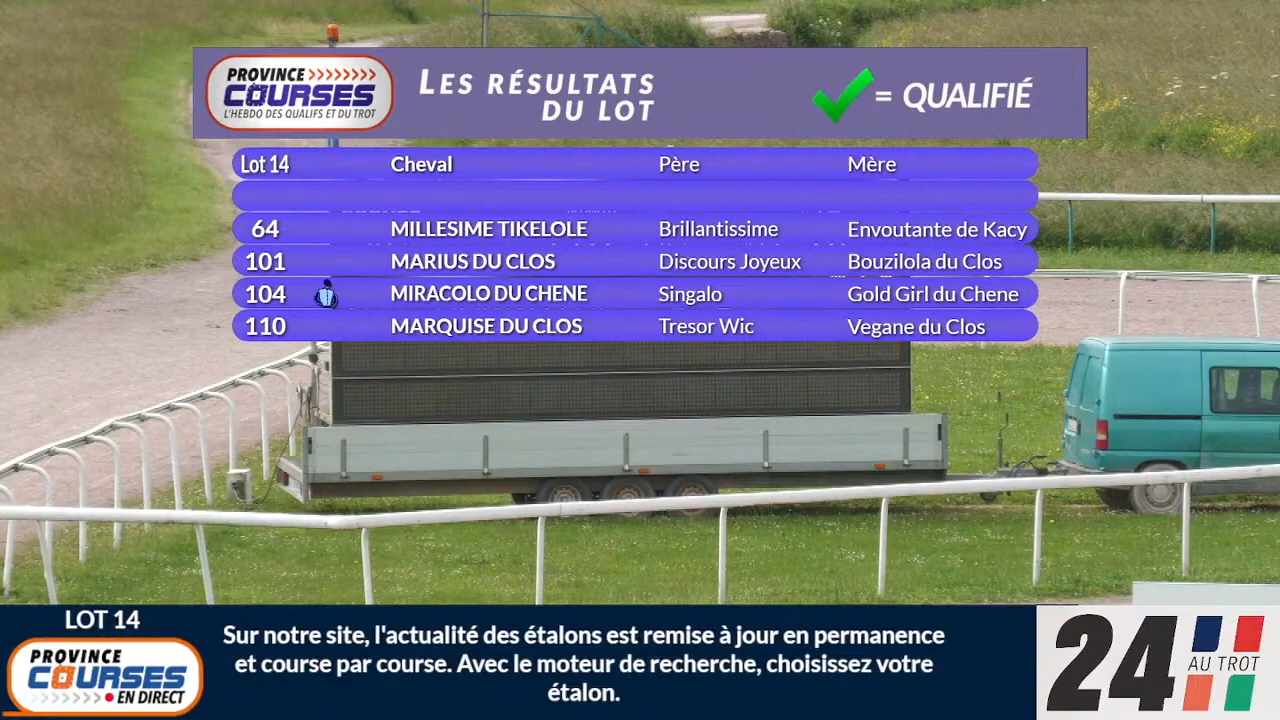 PROVINCE
COURSES
L'HEBDO DES QUALIFS ET DU TROT
LES RÉSULTATS
DU LOT
= QUALIFIÉ
Lot 14 Cheval Père Mère
64 MILLESIME TIKELOLE Brillantissime Envoutante de Kacy
101 MARIUS DU CLOS Discours Joyeux Bouzilola du Clos
104 MIRACOLO DU CHENE Singalo Gold Girl du Chene
110 MARQUISE DU CLOS Tresor Wic Vegane du Clos
LOT 14
PROVINCE
COURSES
EN DIRECT
Sur notre site, l'actualité des étalons est remise à jour en permanence
et course par course. Avec le moteur de recherche, choisissez votre
étalon.
24
AU TROT